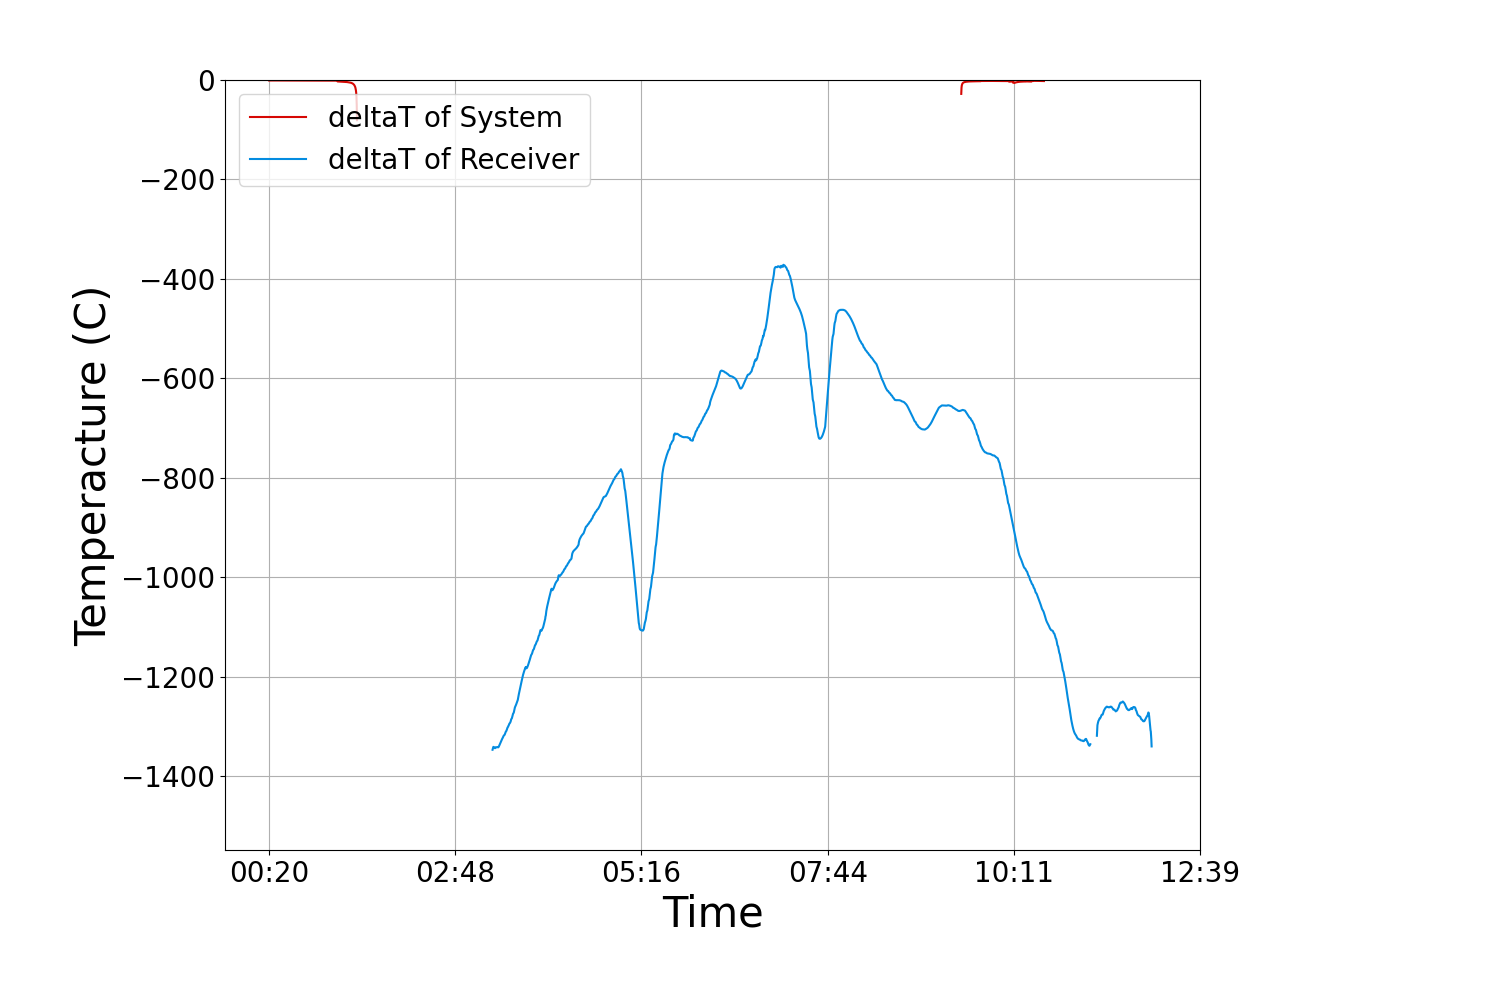 0
−200
−400
−600
−800
−1000
−1200
−1400
Temperacture (C)
deltaT of System
deltaT of Receiver
00:20 02:48 05:16 07:44 10:11 12:39
Time